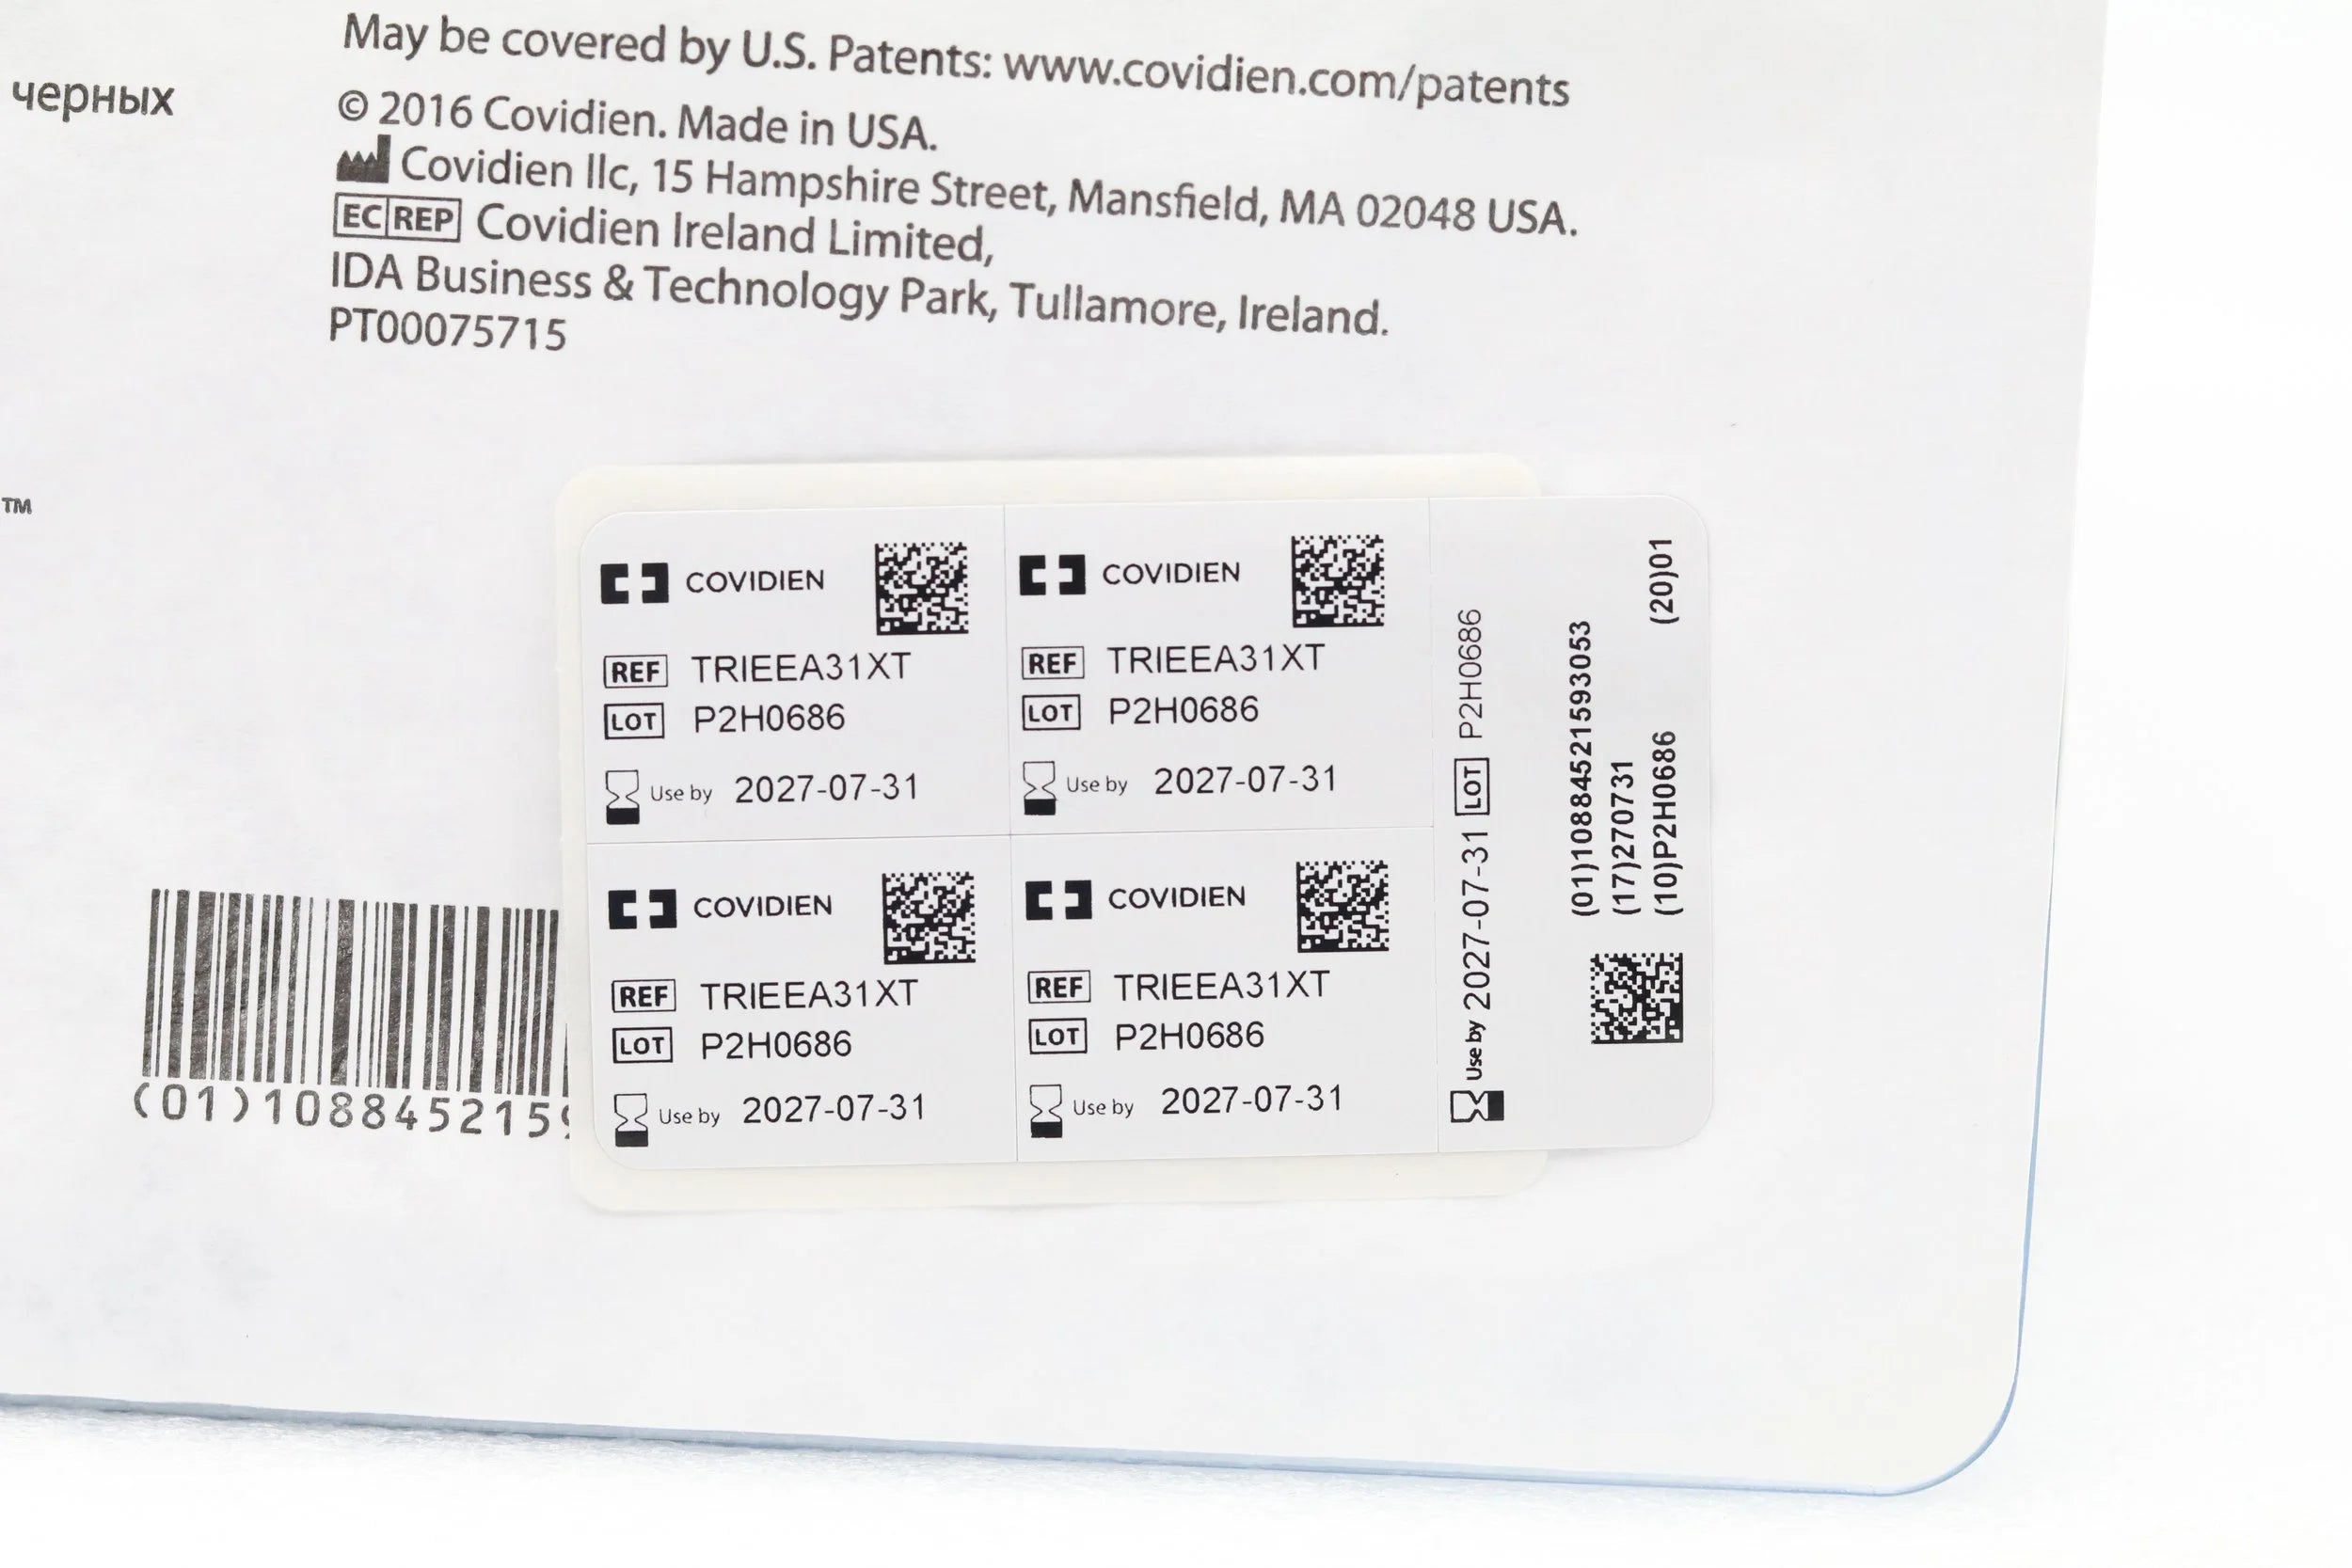 May be covered by U.S. Patents: www.covidien.com/patents
черных
© 2016 Covidien. Made in USA.
Covidien llc, 15 Hampshire Street, Mansfield, MA 02048 USA.
EC REP Covidien Ireland Limited,
IDA Business & Technology Park, Tullamore, Ireland.
PT00075715
™
COVIDIEN
REF TRIEEA31XT
LOT P2H0686
Use by 2027-07-31
COVIDIEN
REF TRIEEA31XT
LOT P2H0686
Use by 2027-07-31
COVIDIEN
REF TRIEEA31XT
LOT P2H0686
Use by 2027-07-31
COVIDIEN
REF TRIEEA31XT
LOT P2H0686
Use by 2027-07-31
Use by 2027-07-31 LOT P2H0686
(01)10884521593053
(17)270731
(10)P2H0686 (20)01
(01)108845215